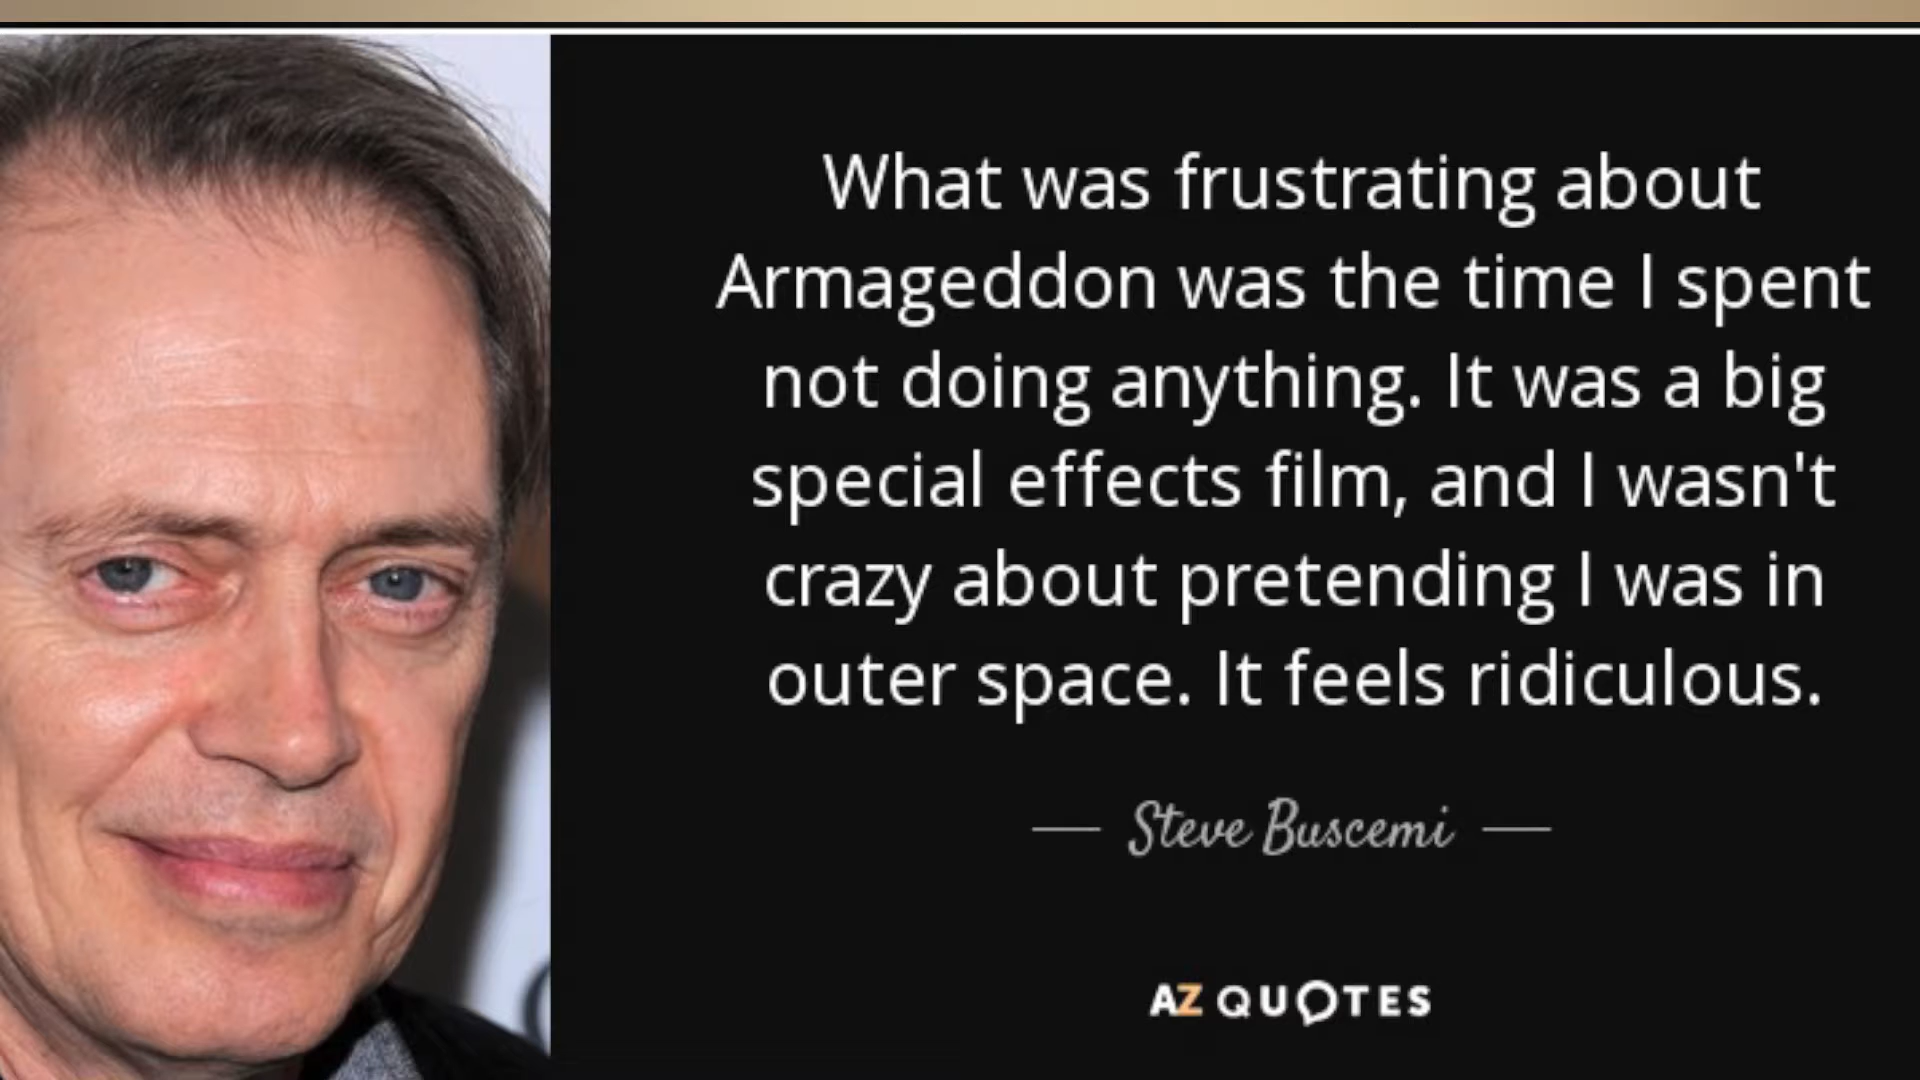 What was frustrating about
Armageddon was the time I spent
not doing anything. It was a big
special effects film, and I wasn't
crazy about pretending I was in
outer space. It feels ridiculous.
Steve Buscemi
AZ QUOTES